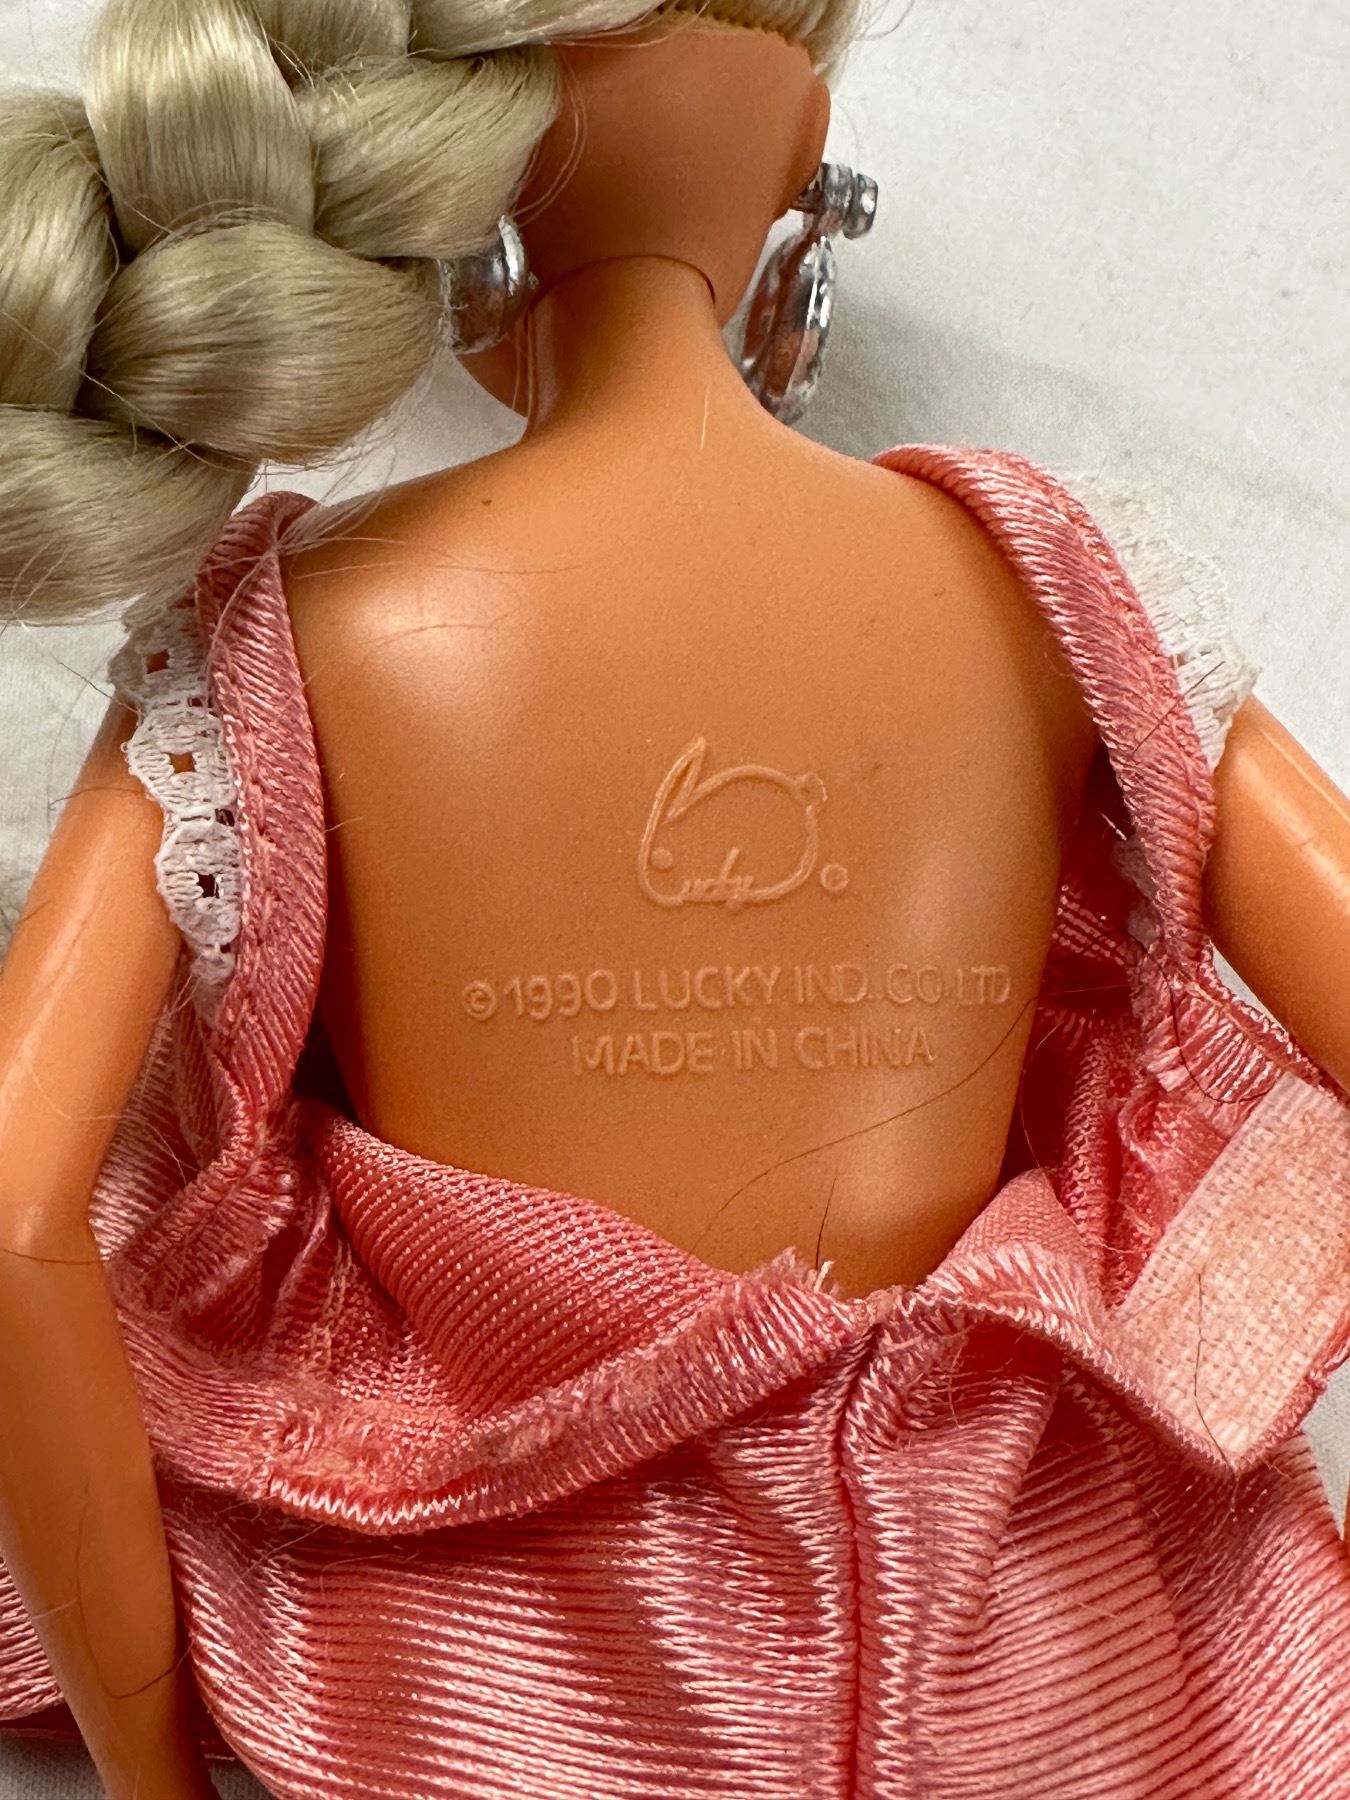 Lucky ®
© 1990 LUCKY IND. CO. LTD
MADE IN CHINA